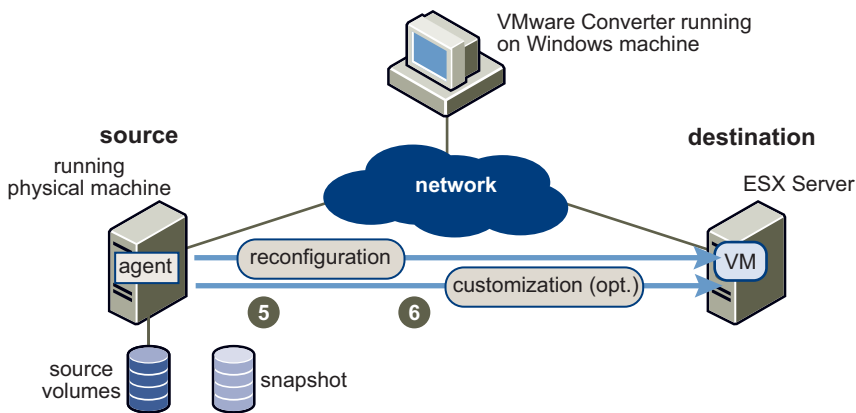 VMware Converter running
on Windows machine
source
destination
running
physical machine
network
ESX Server
agent
reconfiguration
VM
customization (opt.)
5
6
source
volumes
snapshot